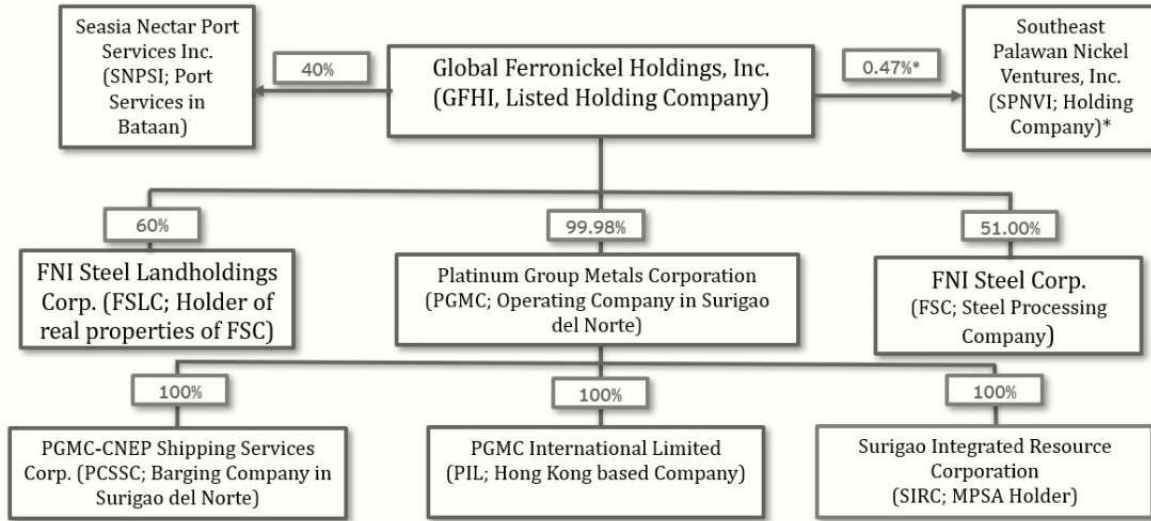 Seasia Nectar Port
Services Inc.
(SNPSI; Port
Services in
Bataan)
40%
Global Ferronickel Holdings, Inc.
(GFHI, Listed Holding Company)
0.47%*
Southeast
Palawan Nickel
Ventures, Inc.
(SPNVI; Holding
Company)*
60%
FNI Steel Landholdings
Corp. (FSLC; Holder of
real properties of FSC)
99.98%
Platinum Group Metals Corporation
(PGMC; Operating Company in Surigao
del Norte)
51.00%
FNI Steel Corp.
(FSC; Steel Processing
Company)
100%
PGMC-CNEP Shipping Services
Corp. (PCSSC; Barging Company in
Surigao del Norte)
100%
PGMC International Limited
(PIL; Hong Kong based Company)
100%
Surigao Integrated Resource
Corporation
(SIRC; MPSA Holder)